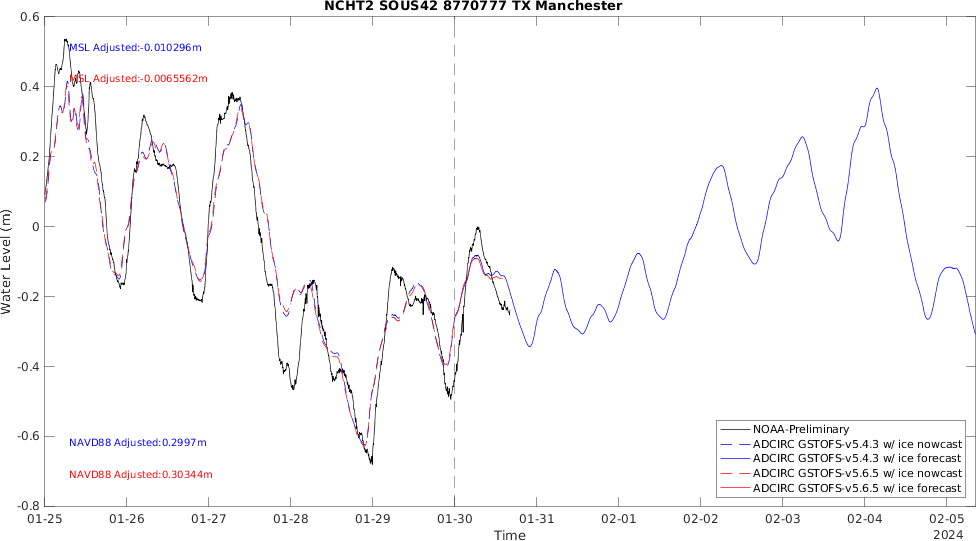 NCHT2 SOUS42 8770777 TX Manchester
0.6
0.4
0.2
0
-0.2
-0.4
-0.6
-0.8
Water Level (m)
MSL Adjusted:-0.010296m
MSL Adjusted:-0.0065562m
NAVD88 Adjusted:0.2997m
NAVD88 Adjusted:0.30344m
NOAA-Preliminary
ADCIRC GSTOFS-v5.4.3 w/ ice nowcast
ADCIRC GSTOFS-v5.4.3 w/ ice forecast
ADCIRC GSTOFS-v5.6.5 w/ ice nowcast
ADCIRC GSTOFS-v5.6.5 w/ ice forecast
01-25 01-26 01-27 01-28 01-29 01-30 01-31 02-01 02-02 02-03 02-04 02-05
2024
Time